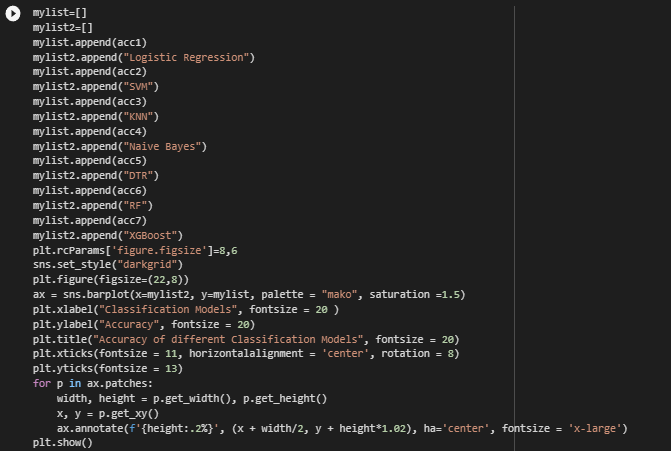 mylist=[]
mylist2=[]
mylist.append(acc1)
mylist2.append("Logistic Regression")
mylist.append(acc2)
mylist2.append("SVM")
mylist.append(acc3)
mylist2.append("KNN")
mylist.append(acc4)
mylist2.append("Naive Bayes")
mylist.append(acc5)
mylist2.append("DTR")
mylist.append(acc6)
mylist2.append("RF")
mylist.append(acc7)
mylist2.append("XGBoost")
plt.rcParams['figure.figsize']=8,6
sns.set_style("darkgrid")
plt.figure(figsize=(22,8))
ax = sns.barplot(x=mylist2, y=mylist, palette = "mako", saturation =1.5)
plt.xlabel("Classification Models", fontsize = 20 )
plt.ylabel("Accuracy", fontsize = 20)
plt.title("Accuracy of different Classification Models", fontsize = 20)
plt.xticks(fontsize = 11, horizontalalignment = 'center', rotation = 8)
plt.yticks(fontsize = 13)
for p in ax.patches:
    width, height = p.get_width(), p.get_height()
    x, y = p.get_xy()
    ax.annotate(f'{height:.2%}', (x + width/2, y + height*1.02), ha='center', fontsize = 'x-large')
plt.show()